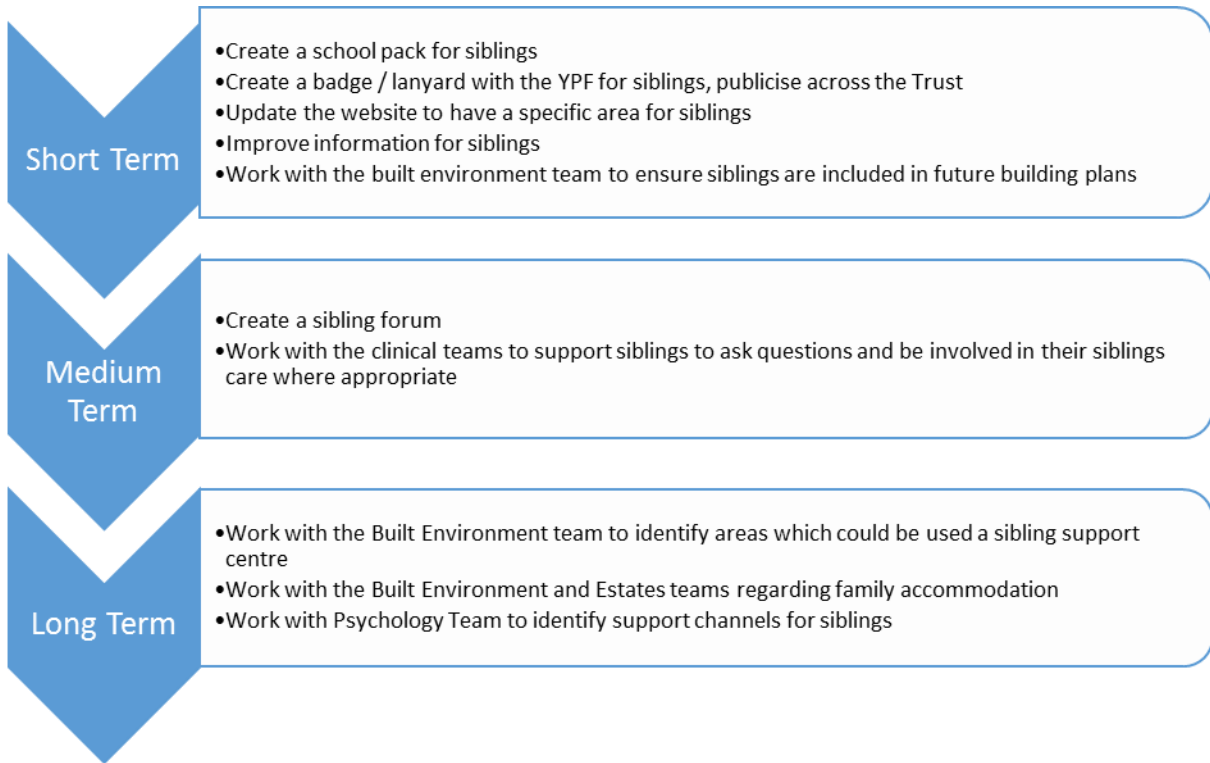 Short Term
•Create a school pack for siblings
•Create a badge / lanyard with the YPF for siblings, publicise across the Trust
•Update the website to have a specific area for siblings
•Improve information for siblings
•Work with the built environment team to ensure siblings are included in future building plans
Medium
Term
•Create a sibling forum
•Work with the clinical teams to support siblings to ask questions and be involved in their siblings
care where appropriate
Long Term
•Work with the Built Environment team to identify areas which could be used a sibling support
centre
•Work with the Built Environment and Estates teams regarding family accommodation
•Work with Psychology Team to identify support channels for siblings